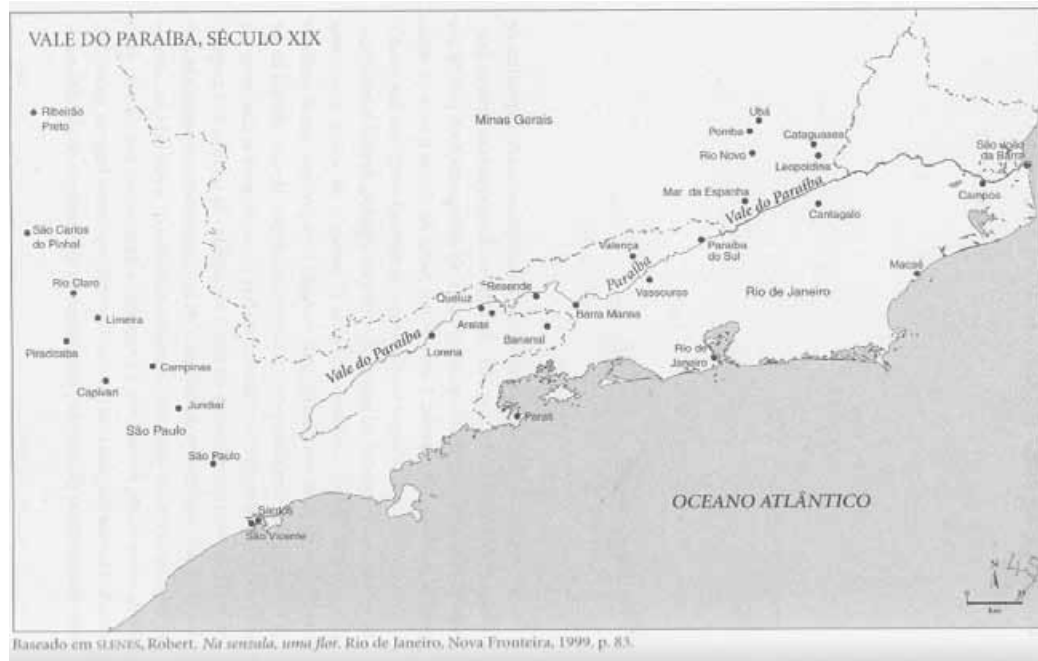 VALE DO PARAÍBA, SÉCULO XIX
Ribeirão
Preto
Minas Gerais
Ubá
Pomba
Cataguases
Rio Novo
Leopoldina
São João
da Barra
Mar da Espanha
Vale do Paraíba
Campos
Cantagalo
São Carlos
do Pinhal
Valença
Paraíba
do Sul
Paraíba
Macaé
Rio Claro
Resende
Vassouras
Rio de Janeiro
Queluz
Limeira
Areias
Barra Mansa
Bananal
Piracicaba
Vale do Paraíba
Lorena
Rio de
Janeiro
Campinas
Capivari
Jundiaí
Parati
São Paulo
São Paulo
OCEANO ATLÂNTICO
Santos
São Vicente
N
45
0
km
Baseado em SLENES, Robert. Na senzala, uma flor. Rio de Janeiro, Nova Fronteira, 1999, p. 83.